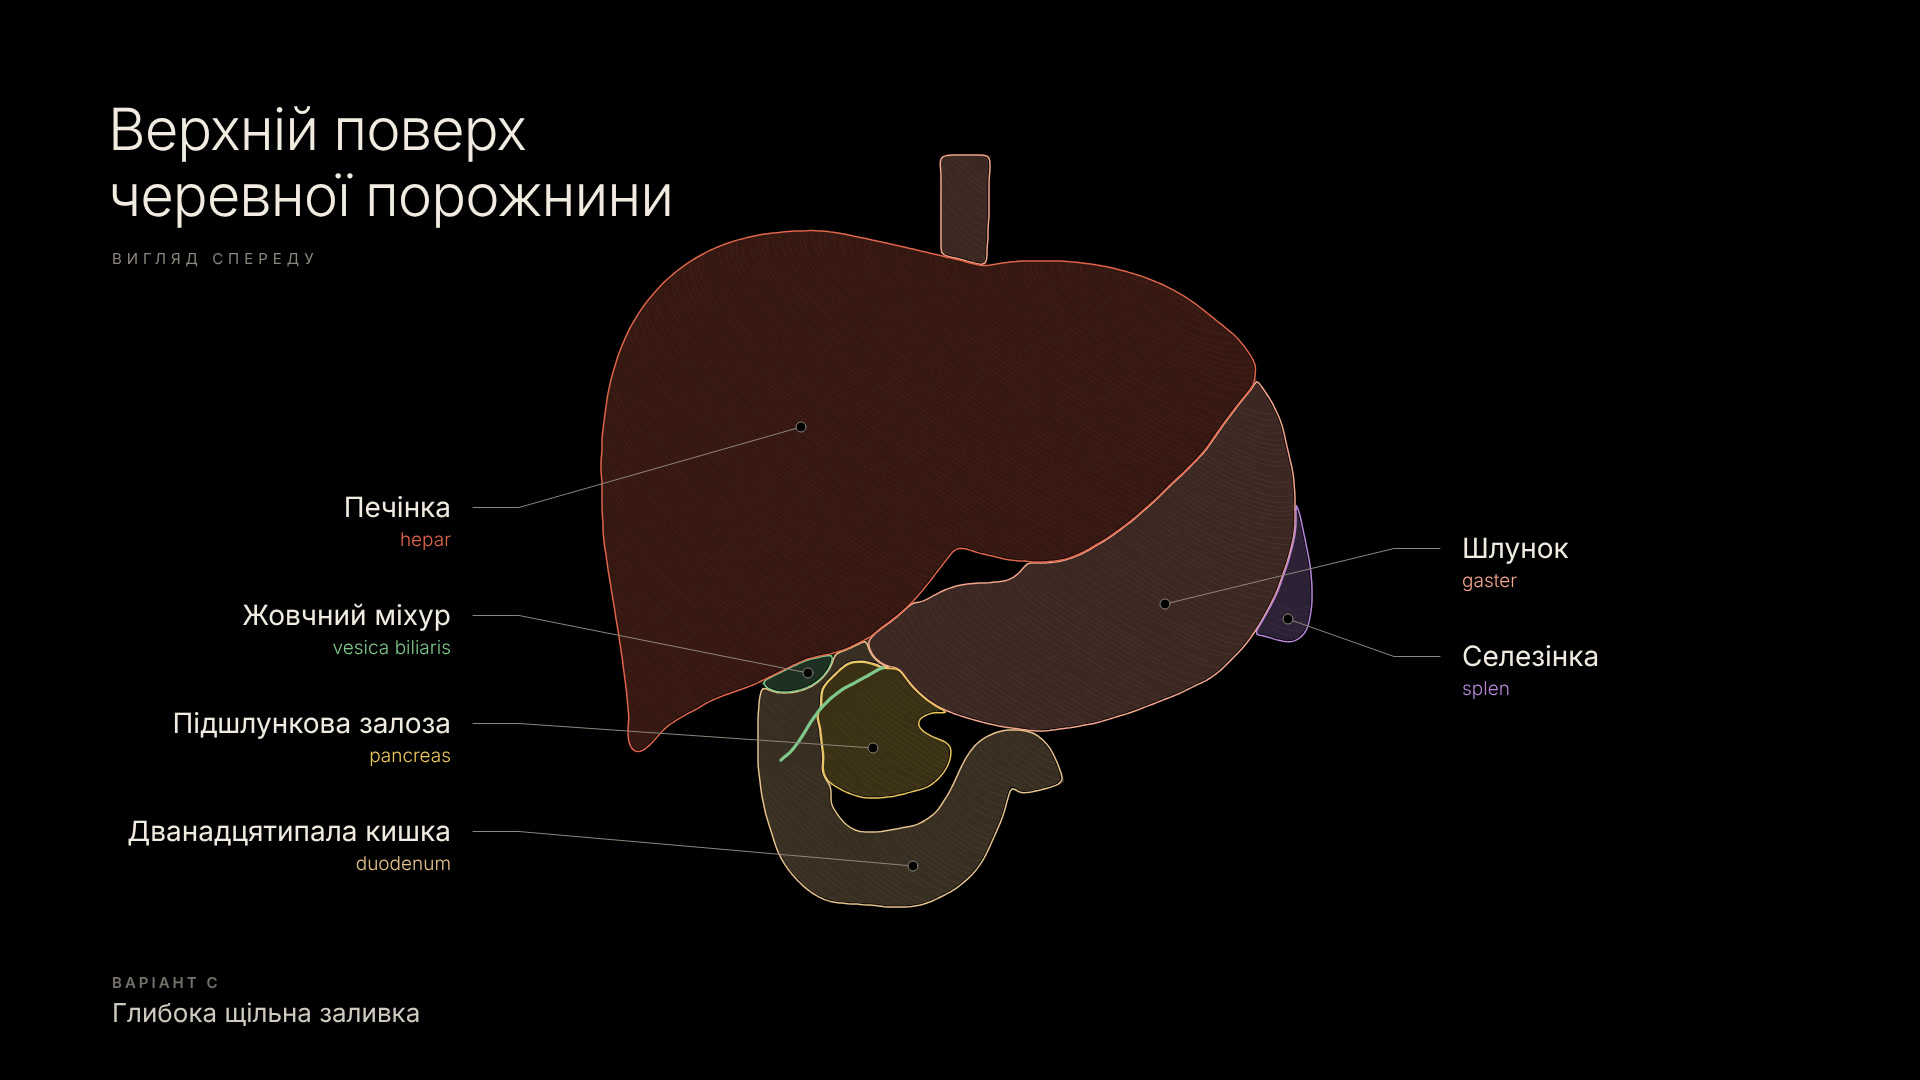 Верхній поверх
черевної порожнини
ВИГЛЯД СПЕРЕДУ
Печінка
hepar
Жовчний міхур
vesica biliaris
Підшлункова залоза
pancreas
Дванадцятипала кишка
duodenum
Шлунок
gaster
Селезінка
splen
ВАРІАНТ C
Глибока щільна заливка